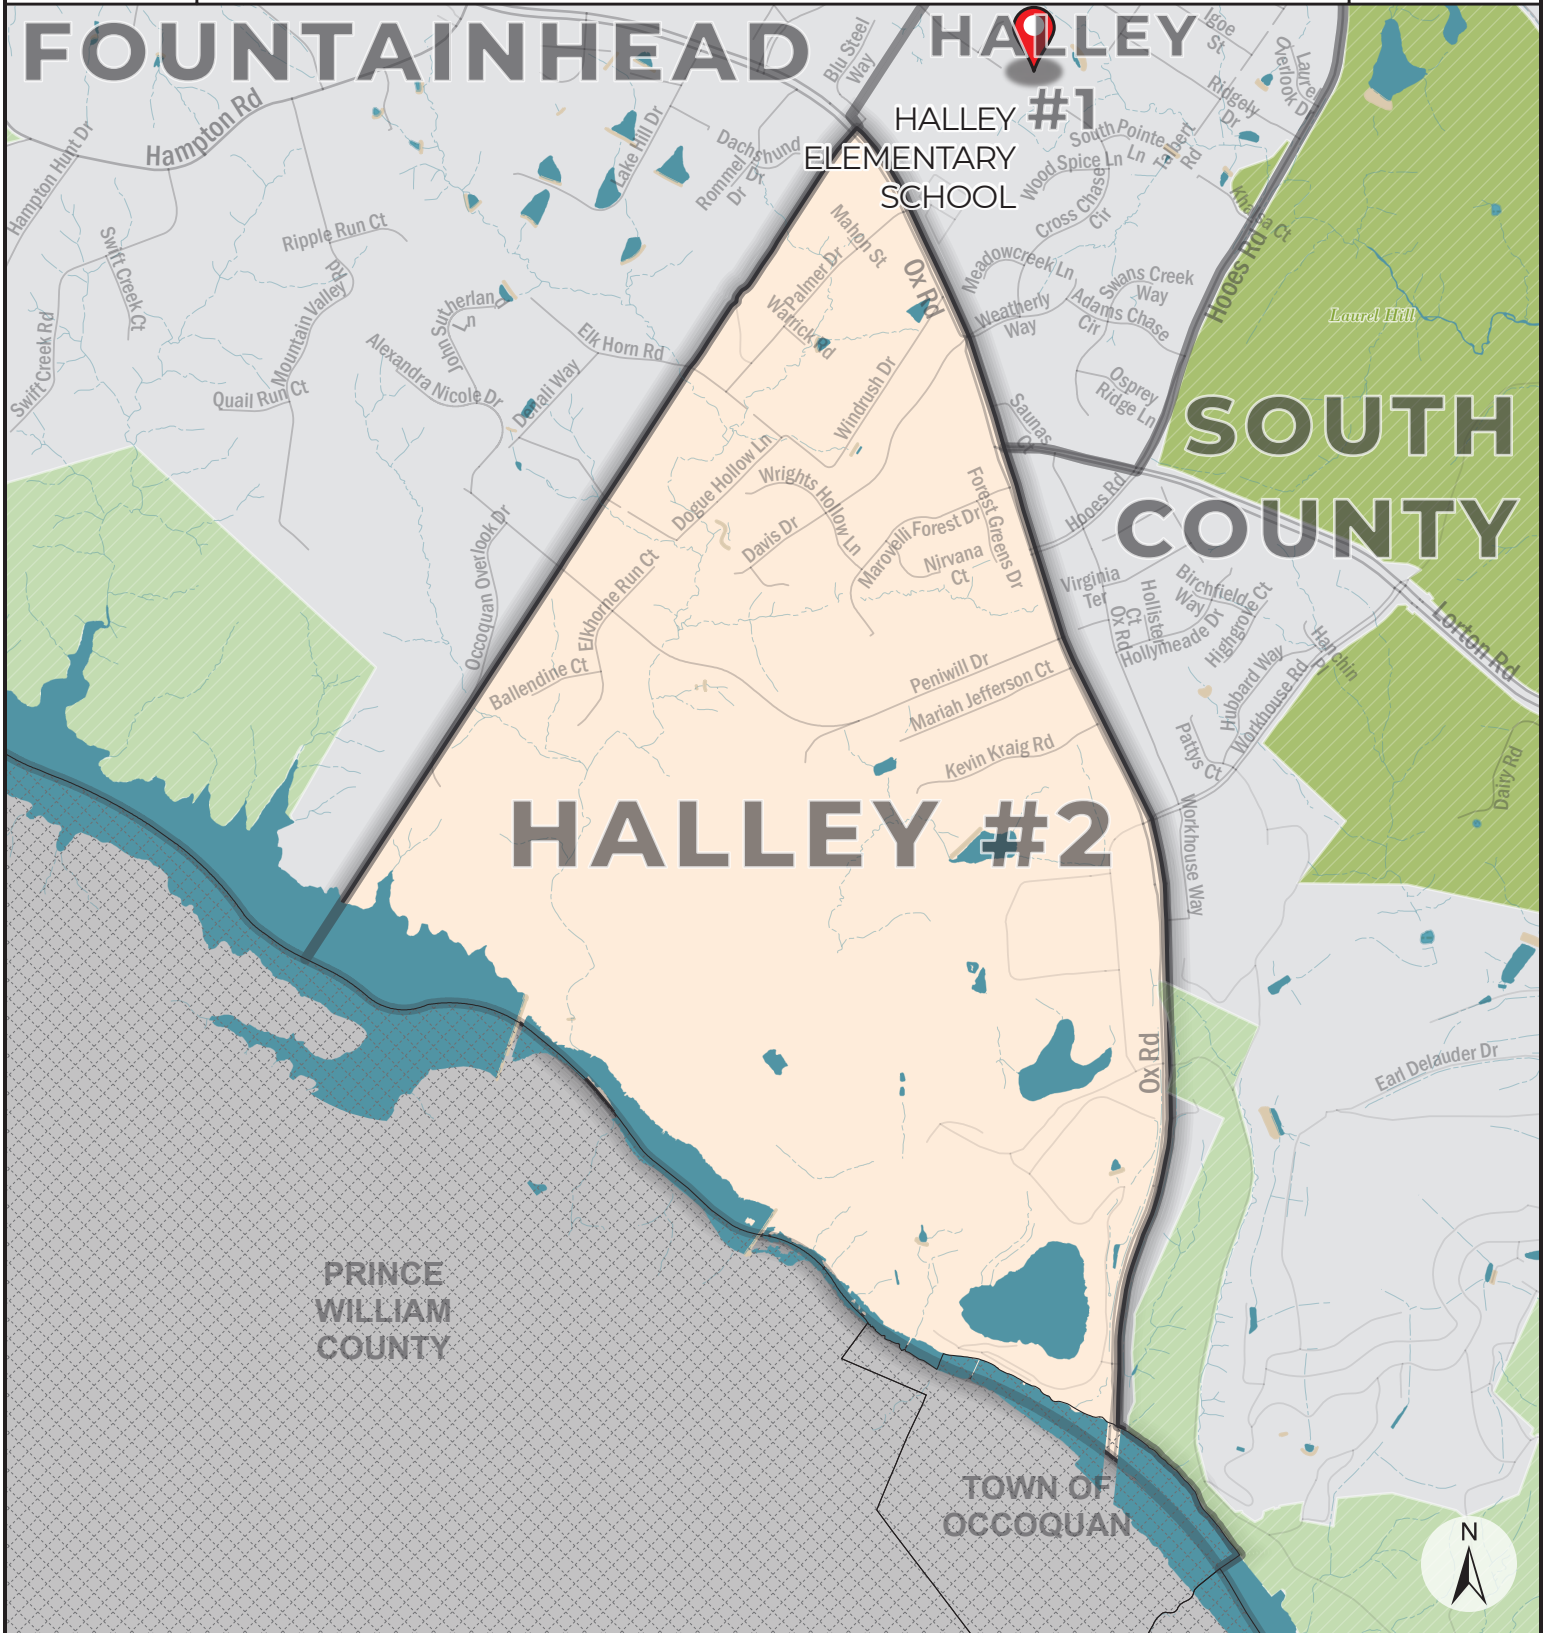 FOUNTAINHEAD
HALLEY
#1
HALLEY
ELEMENTARY
SCHOOL
Blu Steel
Way
Igoe
St
Laurel
Overlook Dr
Ridgely
Dr
South Pointe
Ln
Talbert
Rd
Wood Spice Ln
Cross Chase
Cir
Khalsa Ct
Hampton Rd
Hampton Hunt Dr
Lake Hill Dr
Dachshund
Dr
Rommel
Dr
Swift Creek Ct
Ripple Run Ct
Mountain Valley
Rd
Swift Creek Rd
Quail Run Ct
John Sutherland
Ln
Alexandra Nicole Dr
Elk Horn Rd
Denali Way
Mahon St
Palmer Dr
Warrick Rd
Ox Rd
Meadowcreek Ln
Weatherly
Way
Swans Creek
Way
Adams Chase
Cir
Hooes Rd
Laurel Hill
Osprey
Ridge Ln
Saunas
Ct
SOUTH
COUNTY
Windrush Dr
Dogue Hollow Ln
Wrights Hollow Ln
Davis Dr
Forest Greens Dr
Marovelli Forest Dr
Nirvana
Ct
Hooes Rd
Occoquan Overlook Dr
Elkhorne Run Ct
Ballendine Ct
Virginia
Ter
Hollister
Ct
Ox Rd
Birchfield
Way
Hollymeade Dr
Highgrove Ct
Hanchin
Pl
Lorton Rd
Peniwill Dr
Mariah Jefferson Ct
Kevin Kraig Rd
Hubbard Way
Workhouse Rd
Pattys Ct
Dairy Rd
HALLEY #2
Workhouse Way
Ox Rd
Earl Delauder Dr
PRINCE
WILLIAM
COUNTY
TOWN OF
OCCOQUAN
N